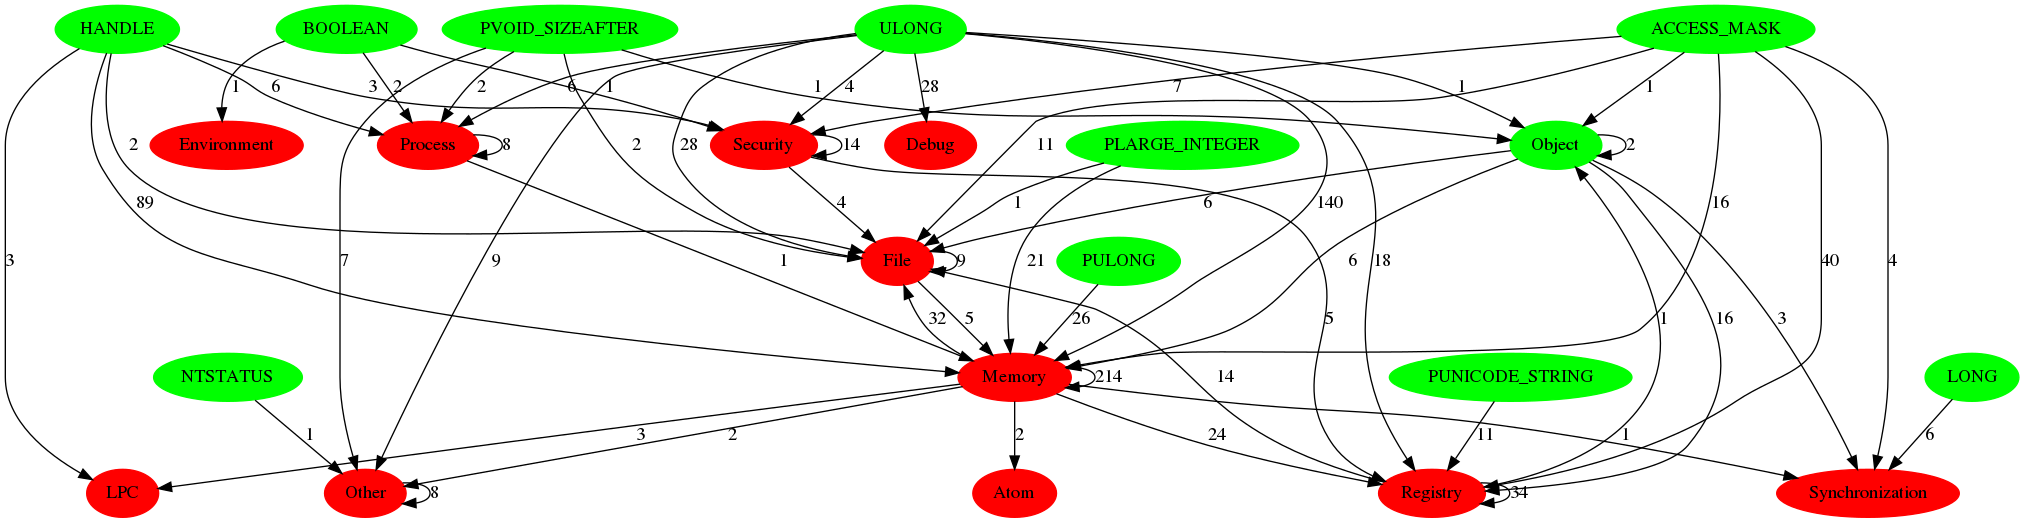 HANDLE
BOOLEAN
PVOID_SIZEAFTER
ULONG
ACCESS_MASK
1
6
2
2
3
6
1
4
28
1
7
1
1
Environment
Process
8
Security
14
Debug
PLARGE_INTEGER
Object
2
2
89
2
28
11
4
1
6
140
16
3
7
9
1
File
9
21
PULONG
6
18
40
4
32
5
26
5
1
16
3
NTSTATUS
Memory
214
14
PUNICODE_STRING
LONG
1
3
2
2
24
11
1
6
LPC
Other
8
Atom
Registry
34
Synchronization